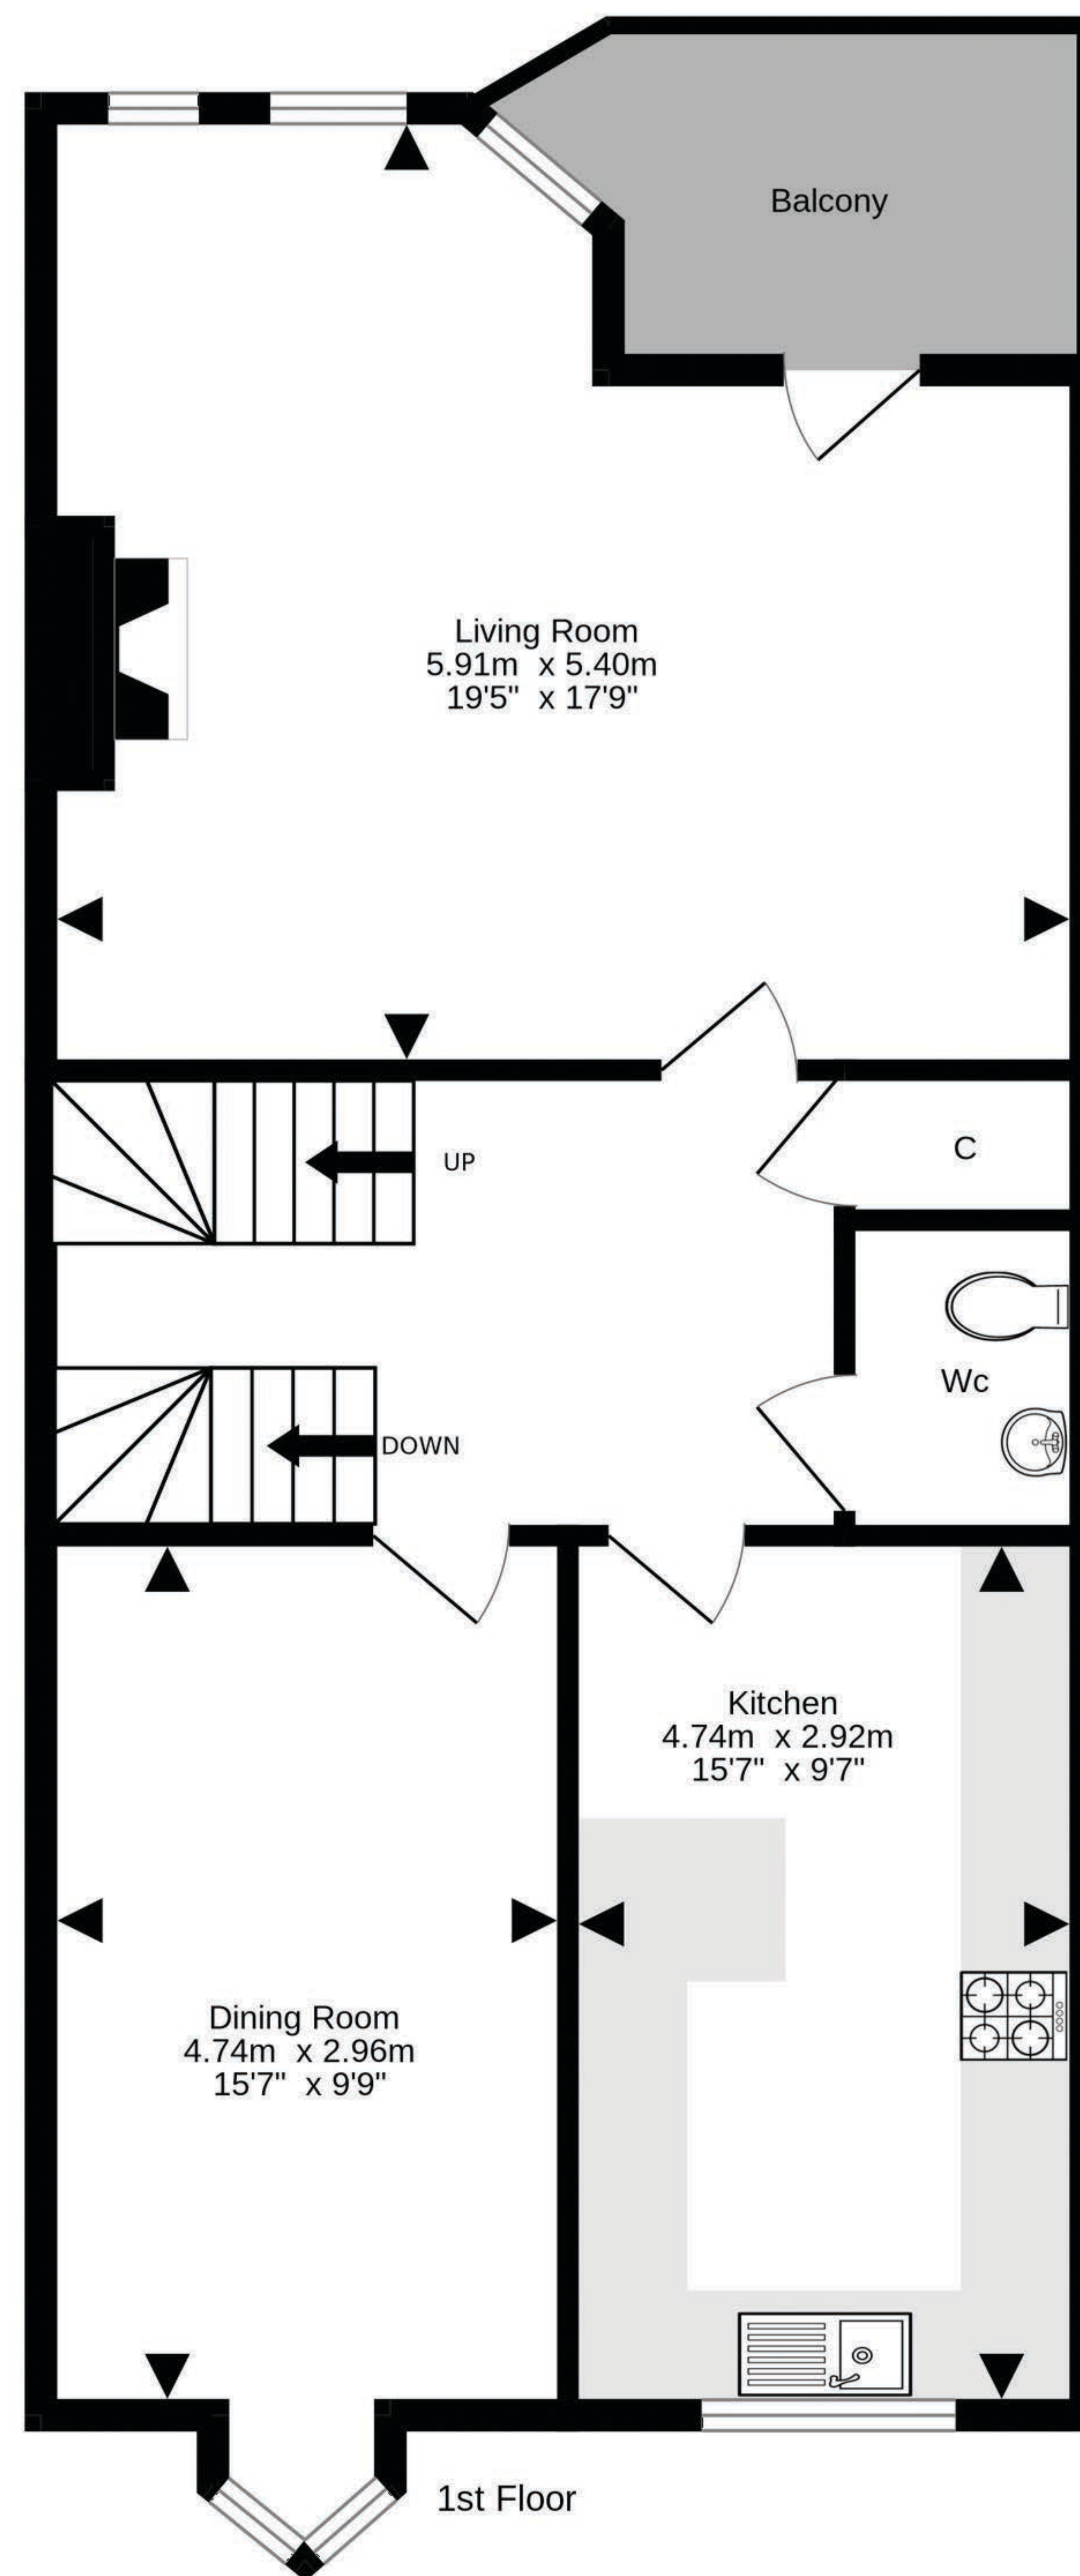 Balcony
Living Room
5.91m x 5.40m
19'5" x 17'9"
UP
C
Wc
DOWN
Kitchen
4.74m x 2.92m
15'7" x 9'7"
Dining Room
4.74m x 2.96m
15'7" x 9'9"
1st Floor